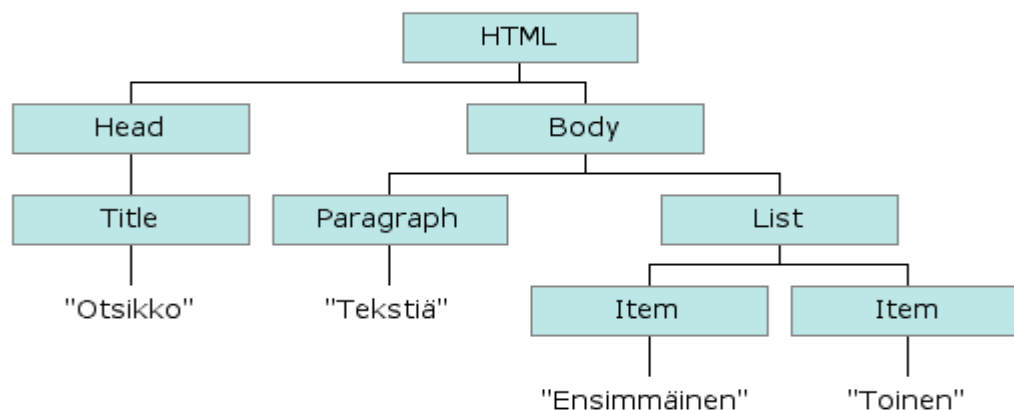 HTML
Head
Body
Title
Paragraph
List
"Otsikko"
"Tekstiä"
Item
Item
"Ensimmäinen"
"Toinen"